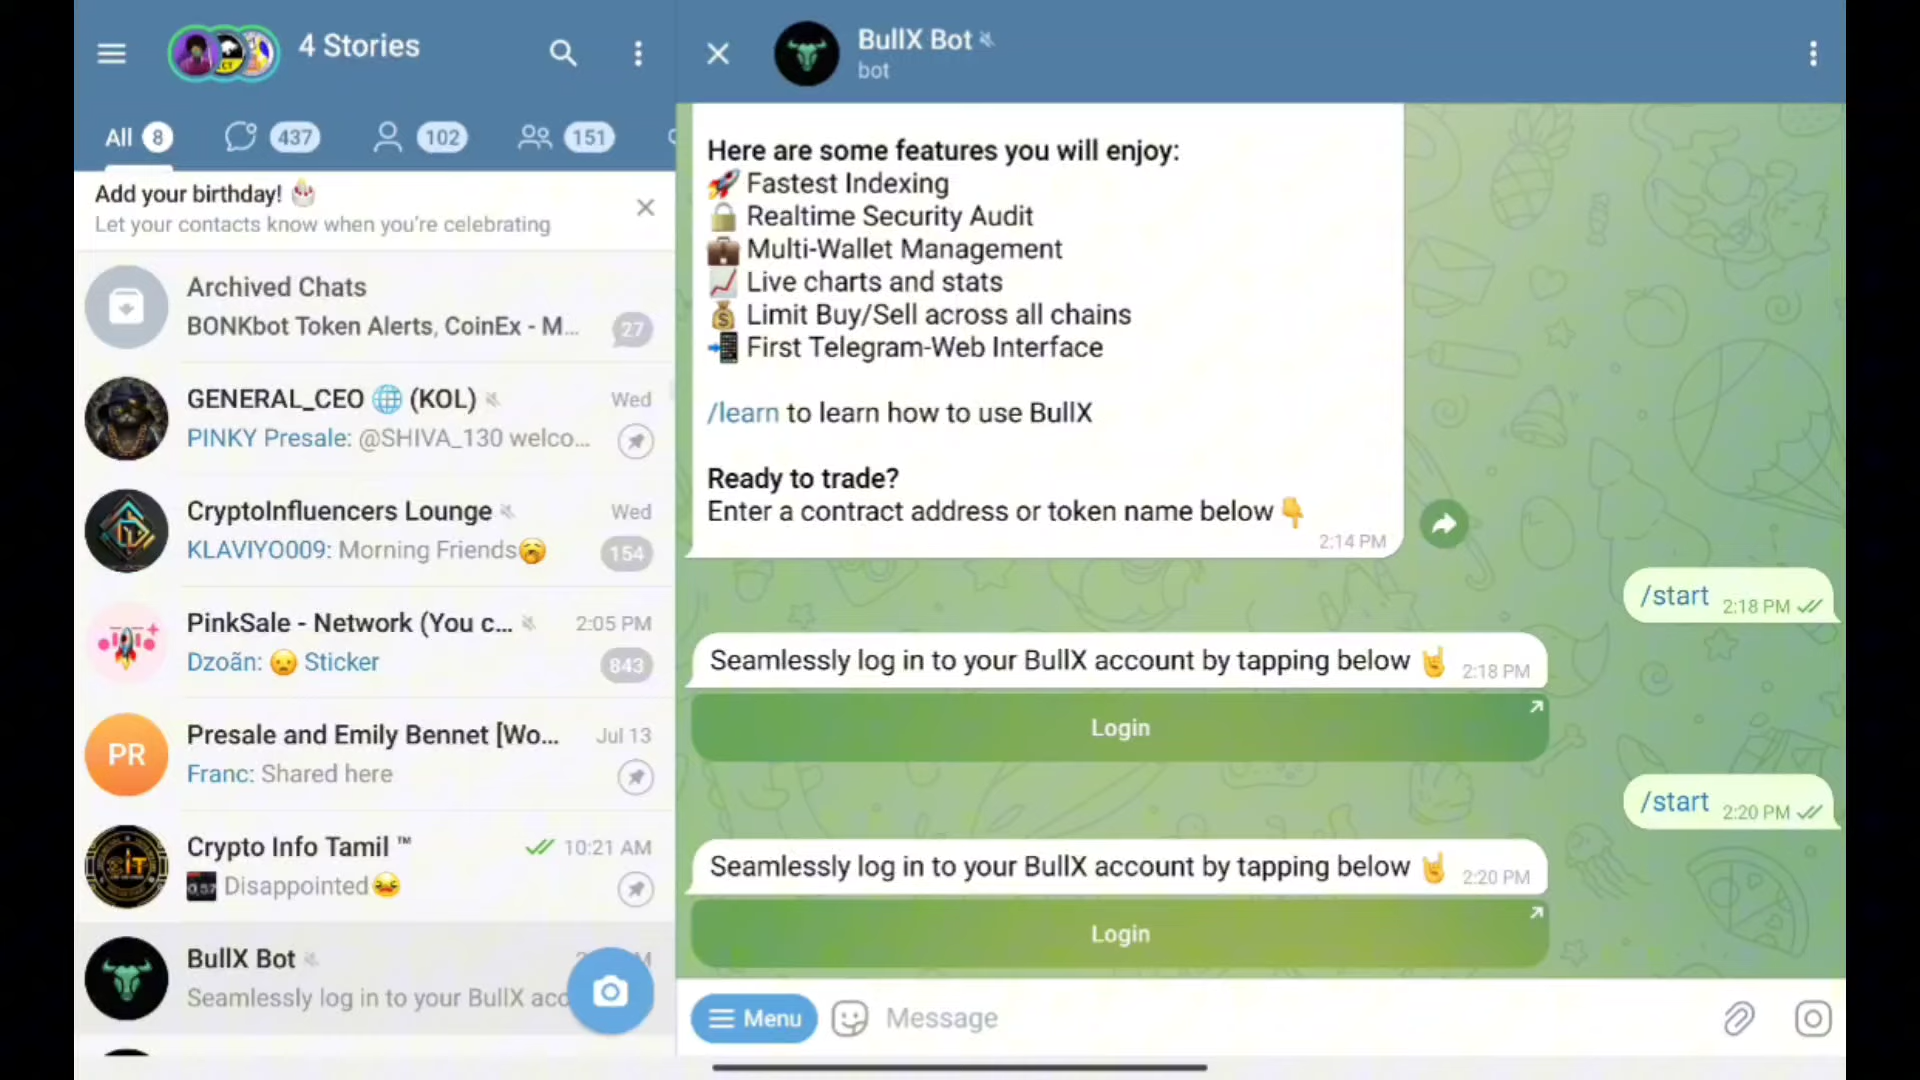 4 Stories
All 8 437 102 151
Add your birthday! 🎂
Let your contacts know when you're celebrating
Archived Chats
BONKbot Token Alerts, CoinEx - M... 27
GENERAL_CEO 🌐 (KOL) Wed
PINKY Presale: @SHIVA_130 welco...
CryptoInfluencers Lounge Wed
KLAVIYO009: Morning Friends🥱 154
PinkSale - Network (You c... 2:05 PM
Dzoãn: 😦 Sticker 843
PR
Presale and Emily Bennet [Wo... Jul 13
Franc: Shared here
Crypto Info Tamil ™ 10:21 AM
Disappointed😖
BullX Bot
Seamlessly log in to your BullX acc
BullX Bot
bot
Here are some features you will enjoy:
🚀 Fastest Indexing
🔒 Realtime Security Audit
💼 Multi-Wallet Management
📈 Live charts and stats
💰 Limit Buy/Sell across all chains
📲 First Telegram-Web Interface
/learn to learn how to use BullX
Ready to trade?
Enter a contract address or token name below👇
2:14 PM
/start 2:18 PM
Seamlessly log in to your BullX account by tapping below 🤘 2:18 PM
Login
/start 2:20 PM
Seamlessly log in to your BullX account by tapping below 🤘 2:20 PM
Login
Menu Message